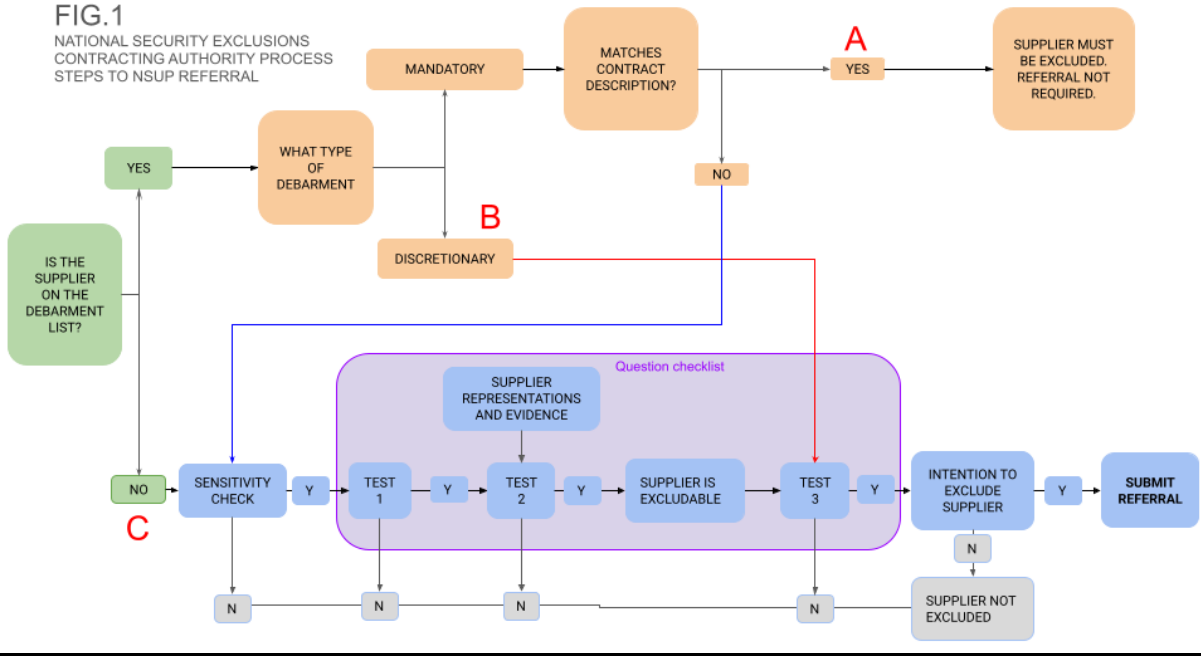 FIG.1
NATIONAL SECURITY EXCLUSIONS
CONTRACTING AUTHORITY PROCESS
STEPS TO NSUP REFERRAL
MANDATORY
MATCHES
CONTRACT
DESCRIPTION?
A
YES
SUPPLIER MUST
BE EXCLUDED.
REFERRAL NOT
REQUIRED.
YES
WHAT TYPE
OF
DEBARMENT
NO
B
DISCRETIONARY
IS THE
SUPPLIER
ON THE
DEBARMENT
LIST?
Question checklist
SUPPLIER
REPRESENTATIONS
AND EVIDENCE
NO
C
SENSITIVITY
CHECK
Y
TEST
1
Y
TEST
2
Y
SUPPLIER IS
EXCLUDABLE
TEST
3
Y
INTENTION TO
EXCLUDE
SUPPLIER
Y
SUBMIT
REFERRAL
N
N
N
N
N
SUPPLIER NOT
EXCLUDED